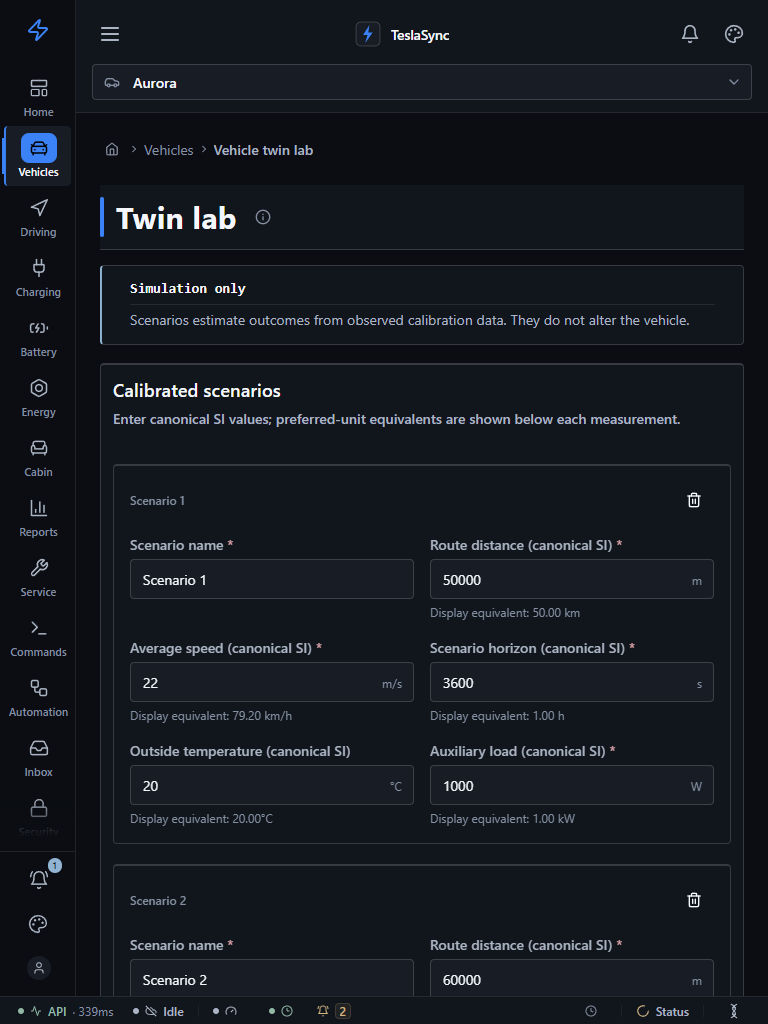 TeslaSync
Aurora
Home
Vehicles
Driving
Charging
Battery
Energy
Cabin
Reports
Service
Commands
Automation
Inbox
Security
1
Vehicles
Vehicle twin lab
Twin lab
Simulation only
Scenarios estimate outcomes from observed calibration data. They do not alter the vehicle.
Calibrated scenarios
Enter canonical SI values; preferred-unit equivalents are shown below each measurement.
Scenario 1
Scenario name *
Route distance (canonical SI) *
Scenario 1
50000 m
Display equivalent: 50.00 km
Average speed (canonical SI) *
Scenario horizon (canonical SI) *
22 m/s
3600 s
Display equivalent: 79.20 km/h
Display equivalent: 1.00 h
Outside temperature (canonical SI)
Auxiliary load (canonical SI) *
20 °C
1000 W
Display equivalent: 20.00°C
Display equivalent: 1.00 kW
Scenario 2
Scenario name *
Route distance (canonical SI) *
Scenario 2
60000 m
API · 339ms
Idle
2
Status